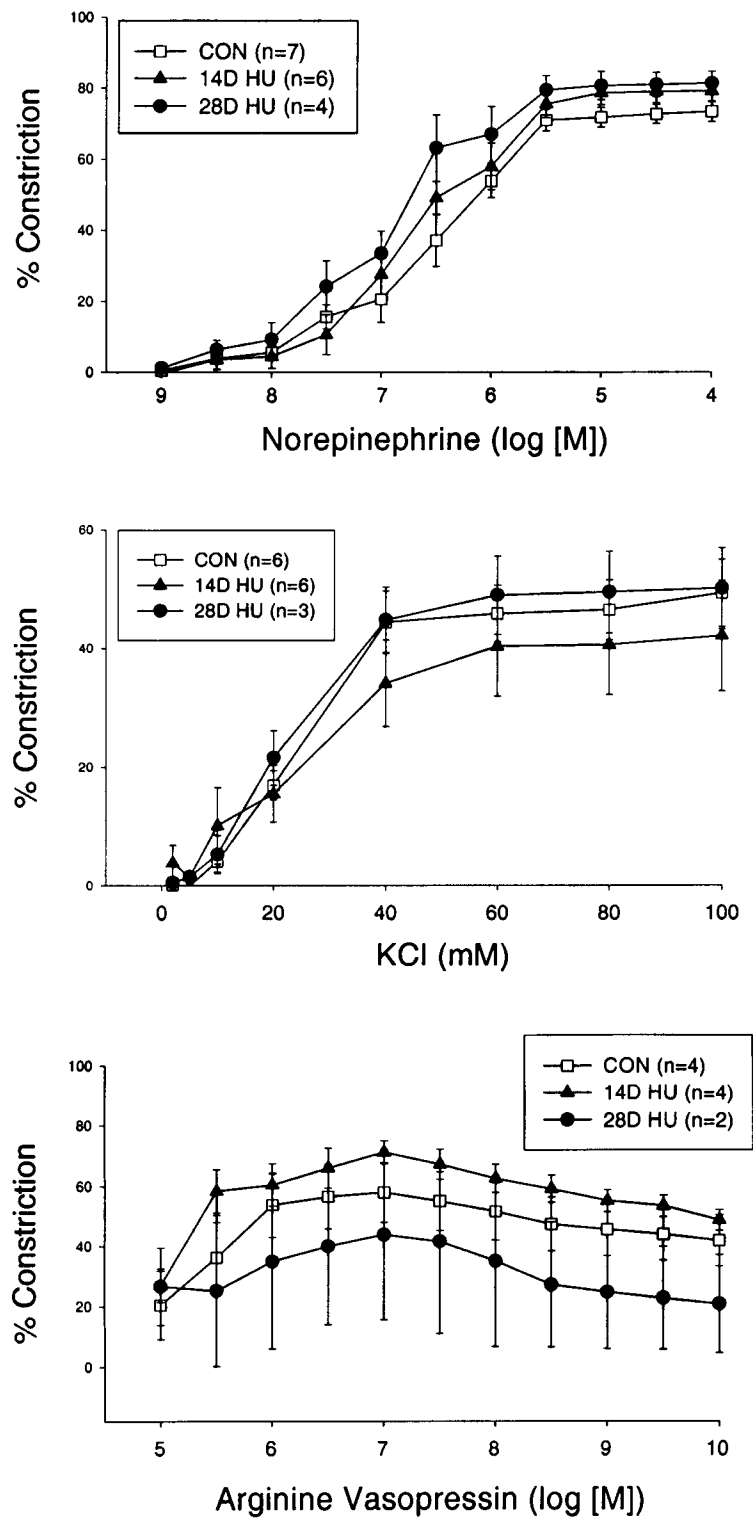 100
80
60
40
20
0
% Constriction
CON (n=7)
14D HU (n=6)
28D HU (n=4)
9 8 7 6 5 4
Norepinephrine (log [M])
60
40
20
0
% Constriction
CON (n=6)
14D HU (n=6)
28D HU (n=3)
0 20 40 60 80 100
KCl (mM)
100
80
60
40
20
0
% Constriction
CON (n=4)
14D HU (n=4)
28D HU (n=2)
5 6 7 8 9 10
Arginine Vasopressin (log [M])